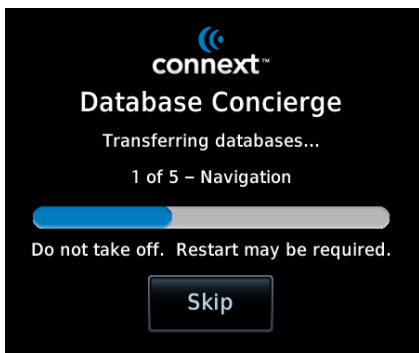 connext™
Database Concierge
Transferring databases...
1 of 5 – Navigation
Do not take off. Restart may be required.
Skip